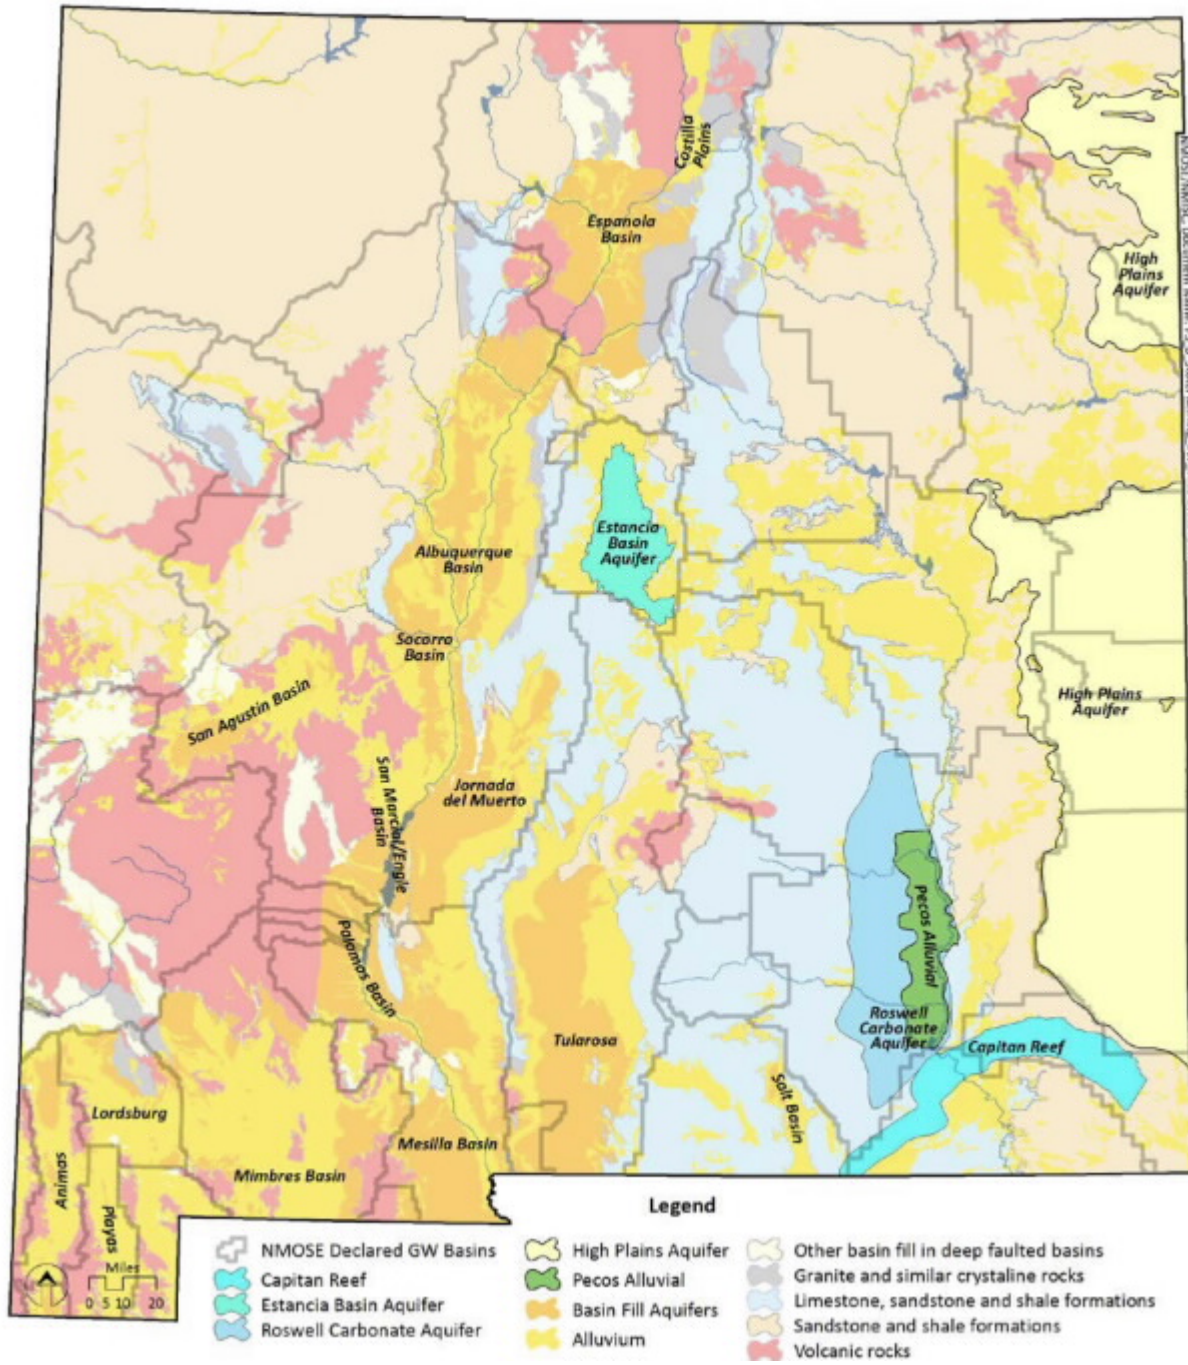 Costilla
Plains
Espanola
Basin
High
Plains
Aquifer
Estancia
Basin
Aquifer
Albuquerque
Basin
Socorro
Basin
San Agustin Basin
High Plains
Aquifer
San Marcial/Engle
Basin
Jornada
del Muerto
Pecos Alluvial
Palomas Basin
Roswell
Carbonate
Aquifer
Capitan Reef
Tularosa
Salt Basin
Lordsburg
Mesilla Basin
Mimbres Basin
Animas
Playas
Miles
0 5 10 20
Legend
NMOSE Declared GW Basins
Capitan Reef
Estancia Basin Aquifer
Roswell Carbonate Aquifer
High Plains Aquifer
Pecos Alluvial
Basin Fill Aquifers
Alluvium
Other basin fill in deep faulted basins
Granite and similar crystaline rocks
Limestone, sandstone and shale formations
Sandstone and shale formations
Volcanic rocks